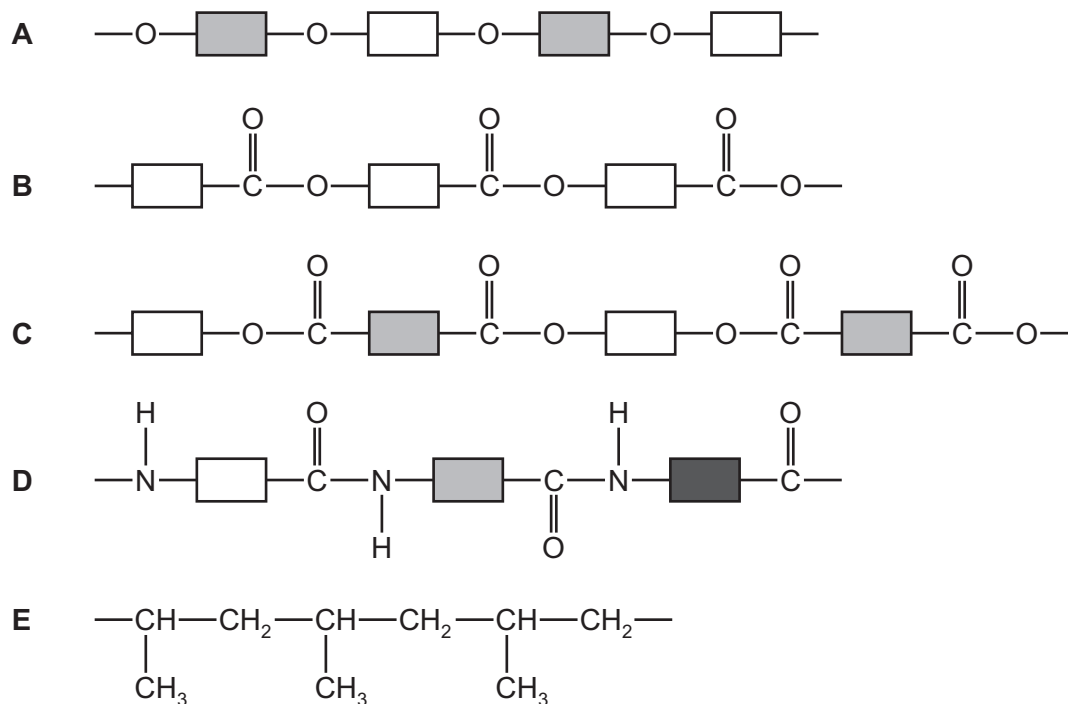 A O O O O
O O O
B C O C O C O
O O O O
C O C C O O C C O
H O H O
D N C N C N C
H O
E CH CH₂ CH CH₂ CH CH₂
CH₃ CH₃ CH₃